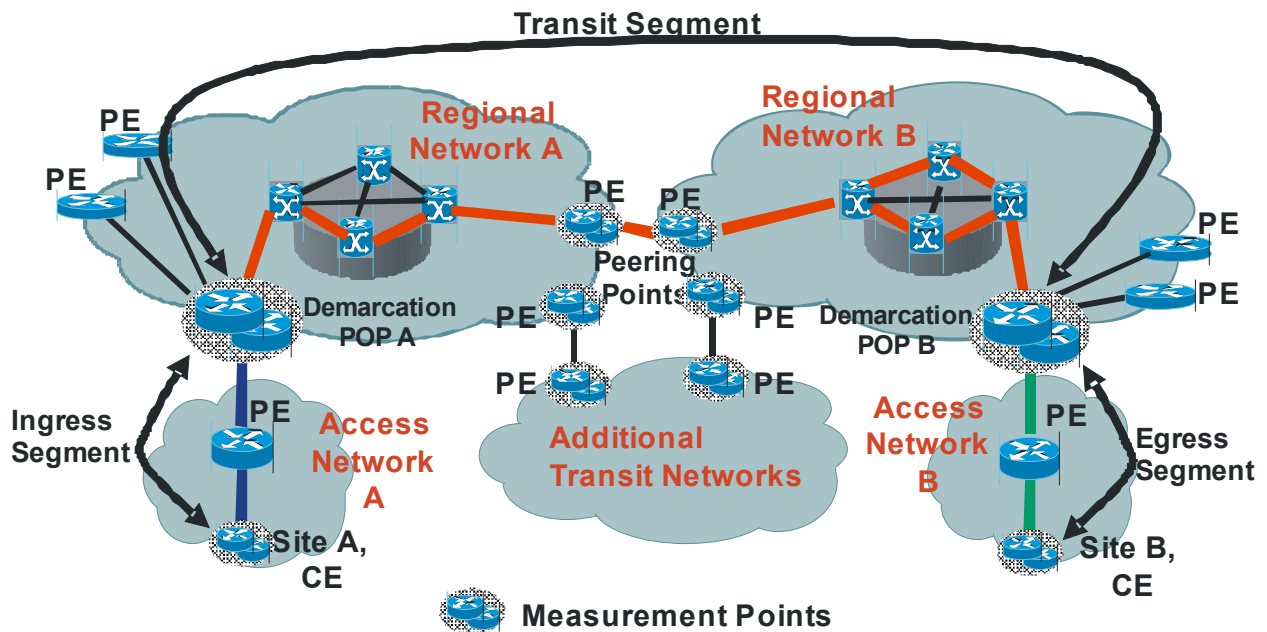 Transit Segment
Regional
Network A
Regional
Network B
PE
PE
PE
PE
PE
PE
Peering
Points
Demarcation
POP A
PE
PE
Demarcation
POP B
PE
PE
Ingress
Segment
PE
Access
Network
A
Additional
Transit Networks
Access
Network
B
PE
Egress
Segment
Site A,
CE
Site B,
CE
Measurement Points